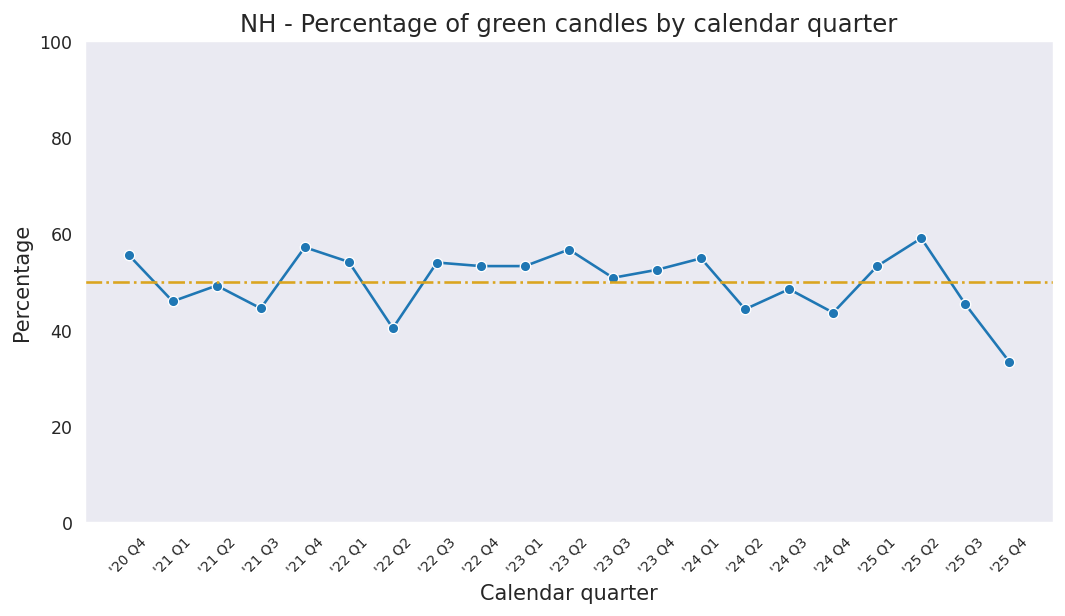 NH - Percentage of green candles by calendar quarter
Percentage
100
80
60
40
20
0
'20 Q4
'21 Q1
'21 Q2
'21 Q3
'21 Q4
'22 Q1
'22 Q2
'22 Q3
'22 Q4
'23 Q1
'23 Q2
'23 Q3
'23 Q4
'24 Q1
'24 Q2
'24 Q3
'24 Q4
'25 Q1
'25 Q2
'25 Q3
'25 Q4
Calendar quarter